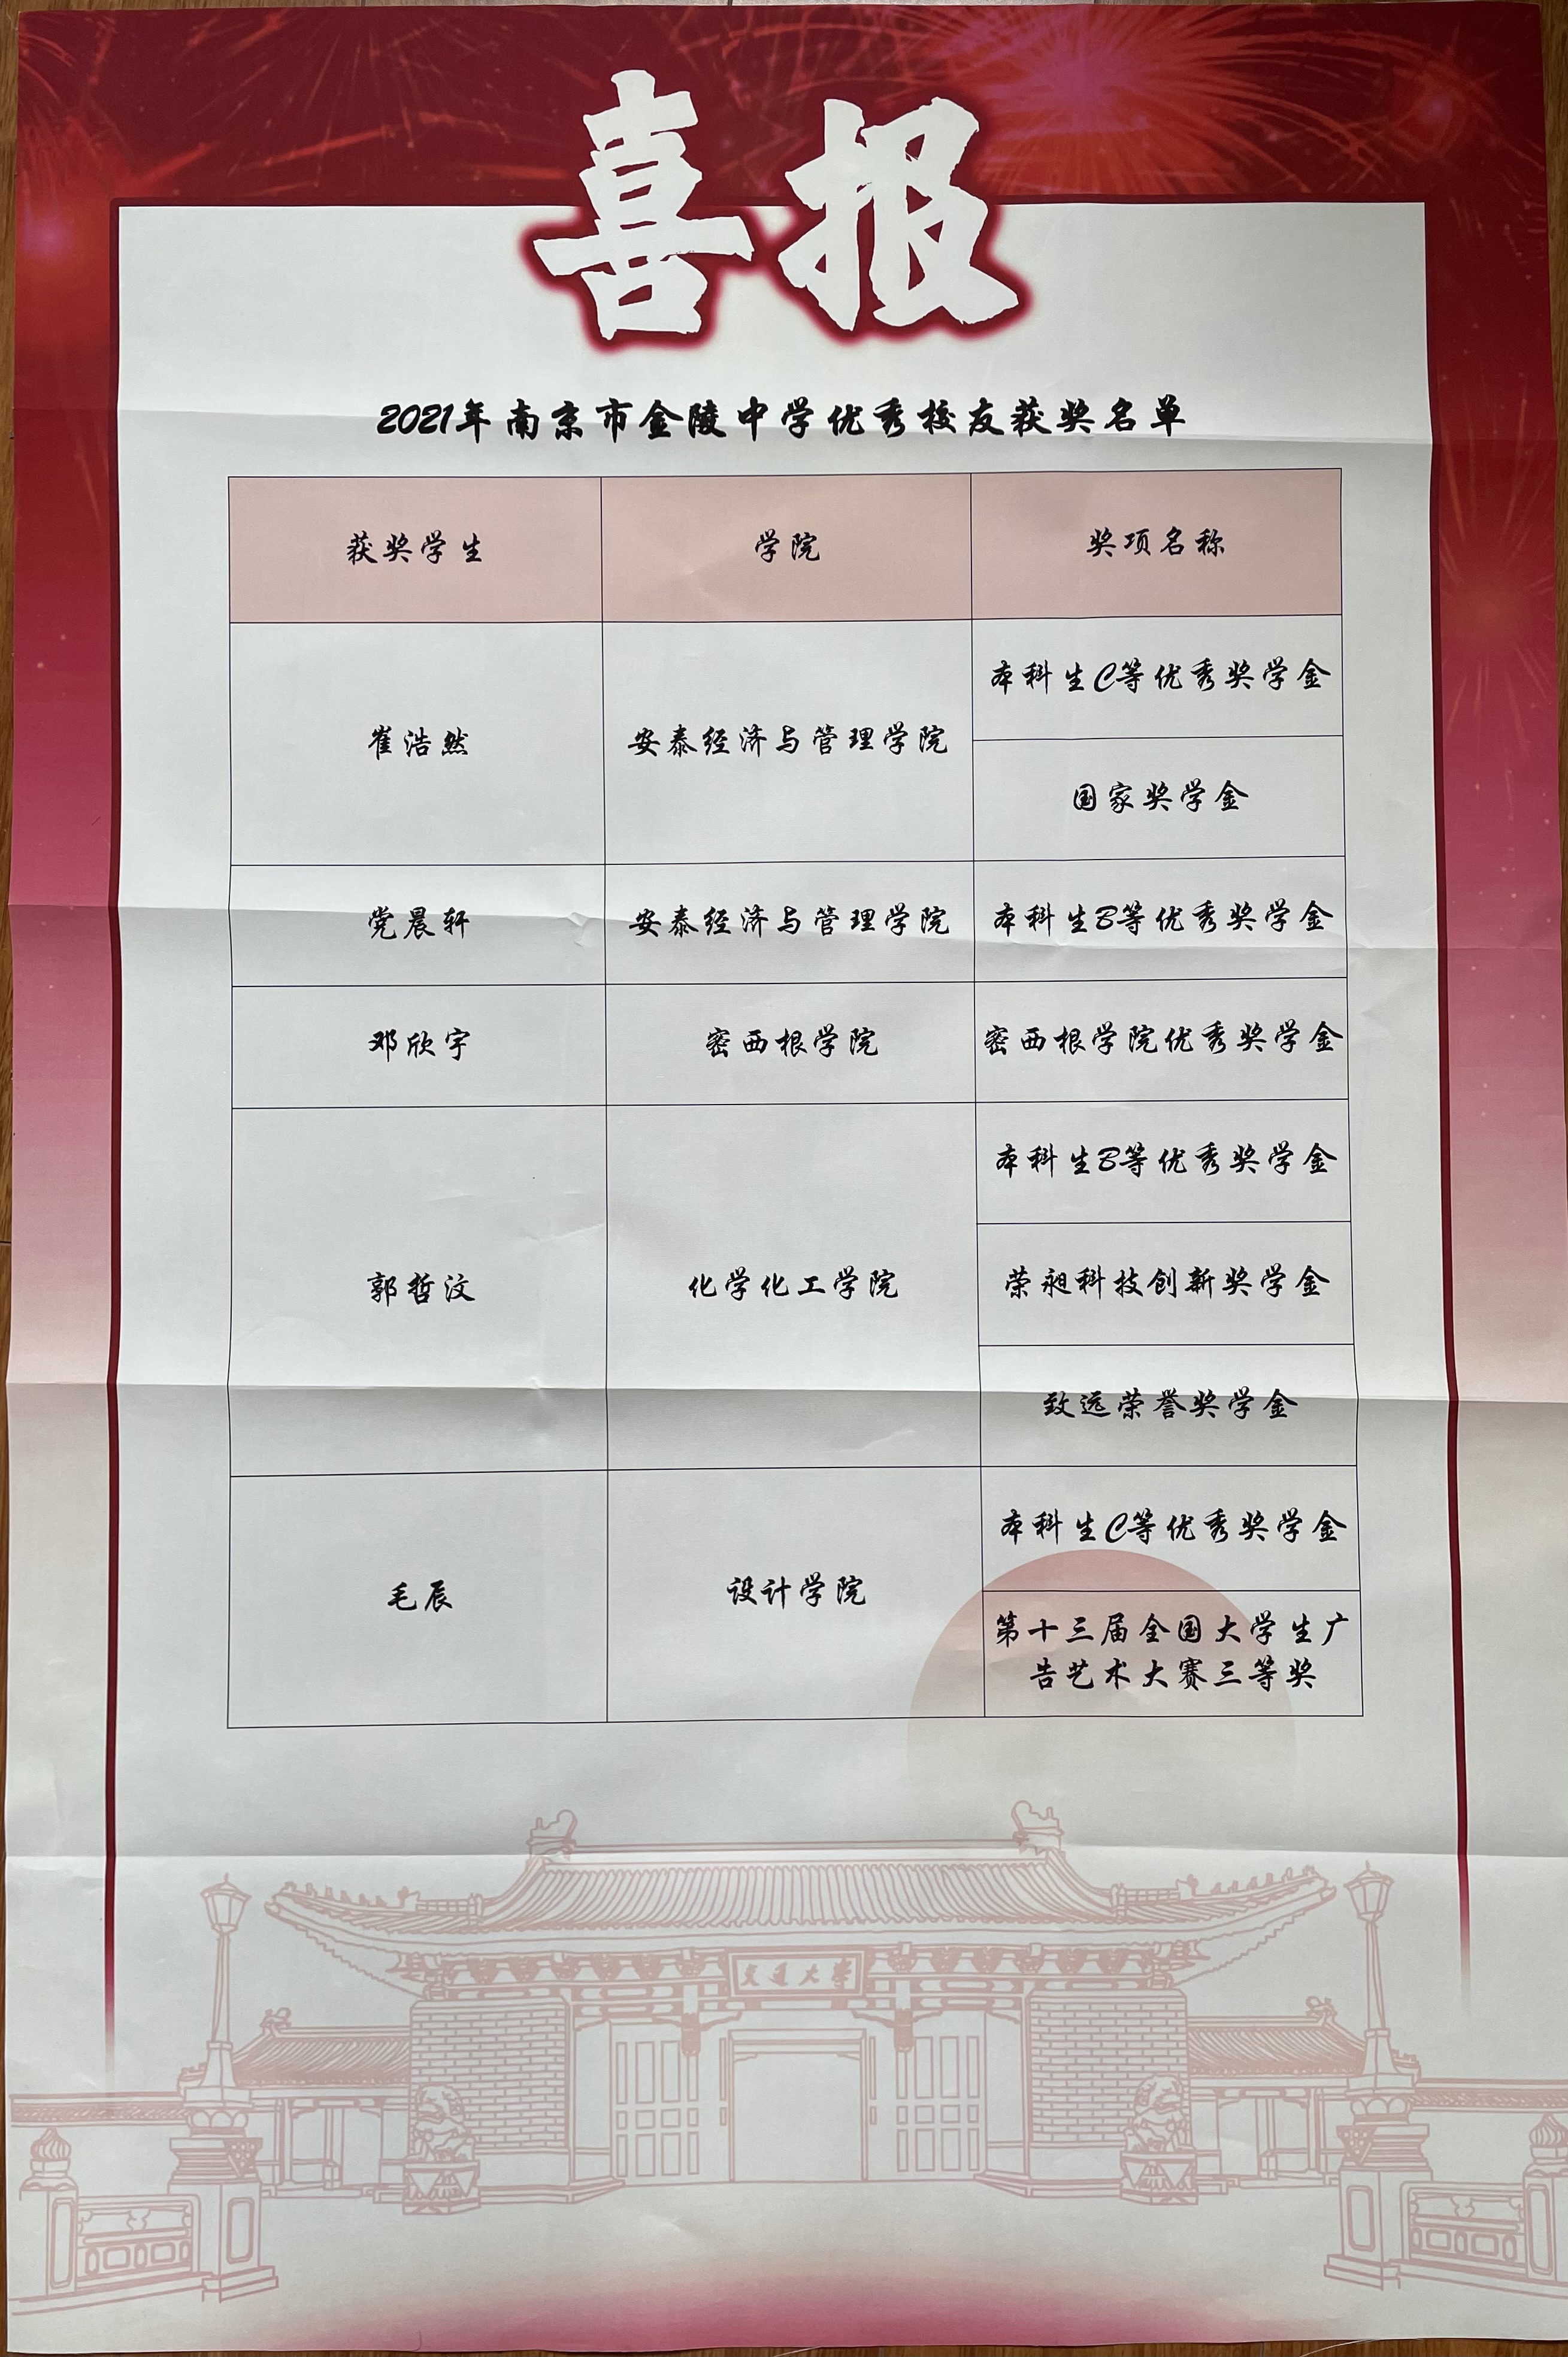 喜报
2021年南京市金陵中学优秀校友获奖名单
获奖学生 学院 奖项名称
崔浩然 安泰经济与管理学院 本科生C等优秀奖学金
国家奖学金
党晨轩 安泰经济与管理学院 本科生B等优秀奖学金
邓欣宇 密西根学院 密西根学院优秀奖学金
本科生B等优秀奖学金
郭哲汶 化学化工学院 荣昶科技创新奖学金
致远荣誉奖学金
毛辰 设计学院 本科生C等优秀奖学金
第十三届全国大学生广
告艺术大赛三等奖
交通大学